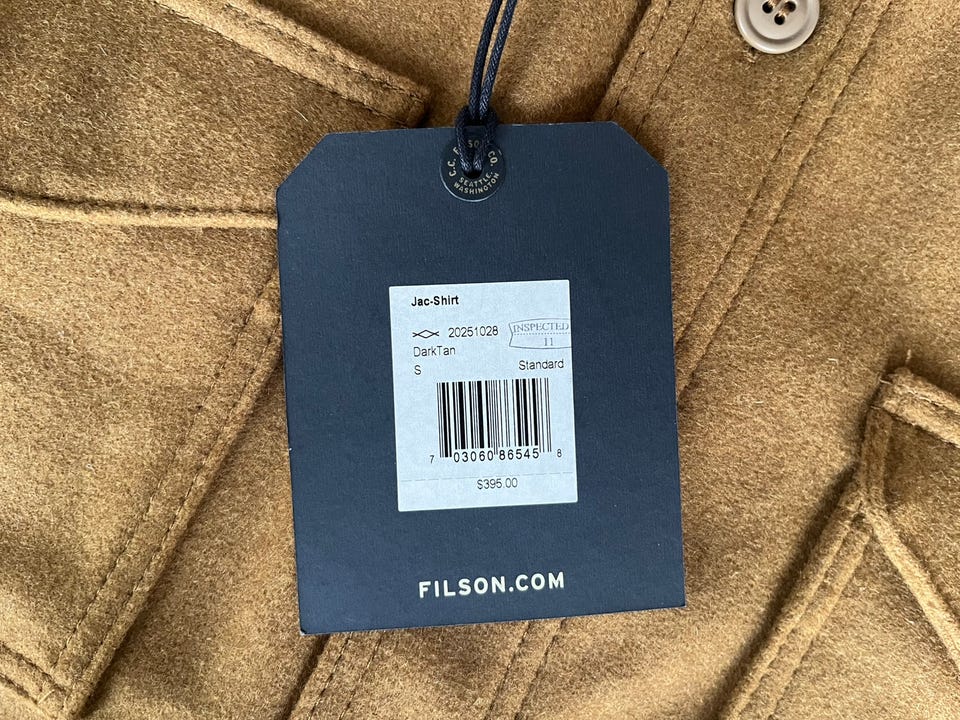 C.C. FILSON CO.
SEATTLE,
WASHINGTON
Jac-Shirt
20251028
INSPECTED
11
DarkTan
S Standard
7 03060 86545 8
$395.00
FILSON.COM